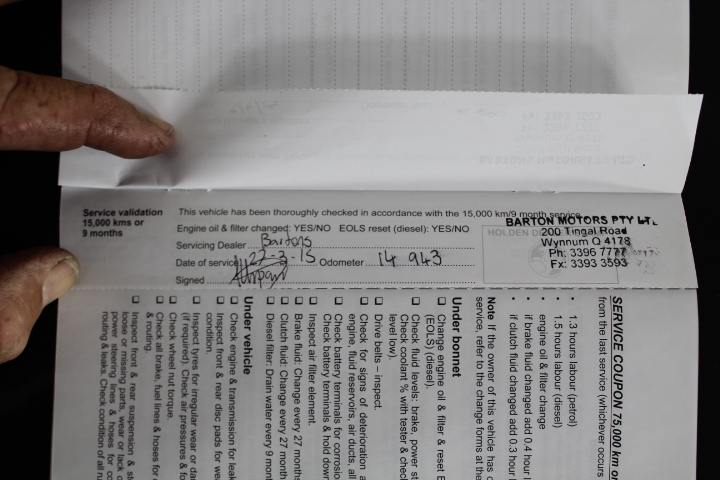 Service validation
15,000 kms or
9 months
This vehicle has been thoroughly checked in accordance with the 15,000 km/9 month service.
Engine oil & filter changed: YES/NO EOLS reset (diesel): YES/NO
Servicing Dealer Bartons
Date of service 27-3-15 Odometer 14 943
Signed
HOLDEN
BARTON MOTORS PTY LT.
200 Tingal Road
Wynnum Q 4178
Ph: 3396 7777
Fx: 3393 3593
SERVICE COUPON 75,000 km or
from the last service (whichever occurs
• 1.3 hours labour (petrol)
• 1.5 hours labour (diesel)
• engine oil & filter change
• if brake fluid changed add 0.4 hour
• if clutch fluid changed add 0.3 hour
Note If the owner of this vehicle has
service, refer to the change forms at the
Under bonnet
❑ Change engine oil & filter & reset
(EOLS) (diesel).
❑ Check fluid levels: brake, power
Check coolant % with tester & check
level low).
❑ Drive belts – inspect.
❑ Check for signs of deterioration
engine, fluid reservoirs, air ducts, all
❑ Check battery terminals for corrosion
Check battery terminals & hold down
❑ Inspect air filter element.
❑ Brake fluid: Change every 27 months
❑ Clutch fluid: Change every 27 month
❑ Diesel filter: Drain water every 9 mon
Under vehicle
❑ Check engine & transmission for leak
❑ Inspect front & rear disc pads for wea
condition.
❑ Inspect tyres for irregular wear or da
(if required). Check air pressures & fo
❑ Check wheel nut torque
❑ Check all brake, fuel lines & hoses for
& routing.
❑ Inspect front & rear suspension &
loose or missing parts, wear or lack
power steering lines & hoses for
routing & leaks. Check condition of all